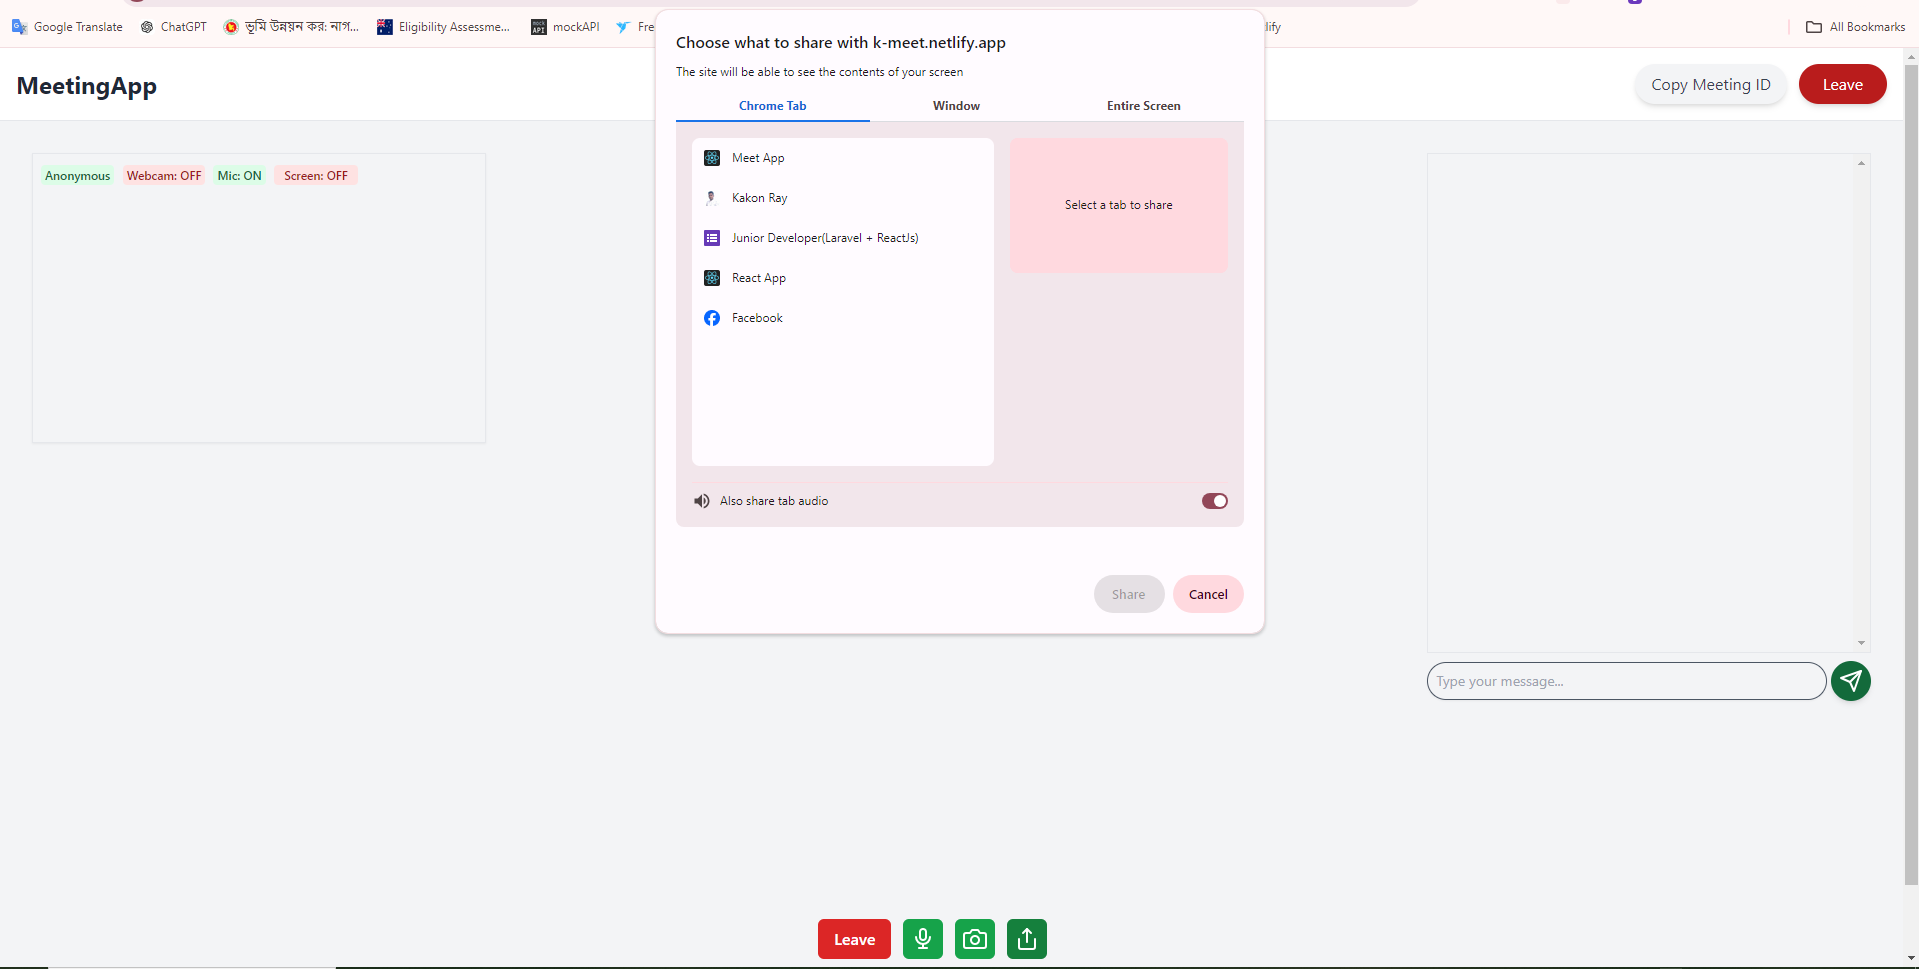 Google Translate
ChatGPT
ভূমি উন্নয়ন কর: নাগ...
Eligibility Assessme...
mock API
mockAPI
Fre
lify
All Bookmarks
MeetingApp
Copy Meeting ID
Leave
Choose what to share with k-meet.netlify.app
The site will be able to see the contents of your screen
Chrome Tab
Window
Entire Screen
Anonymous
Webcam: OFF
Mic: ON
Screen: OFF
Meet App
Kakon Ray
Junior Developer(Laravel + ReactJs)
React App
Facebook
Select a tab to share
Also share tab audio
Share
Cancel
Type your message...
Leave